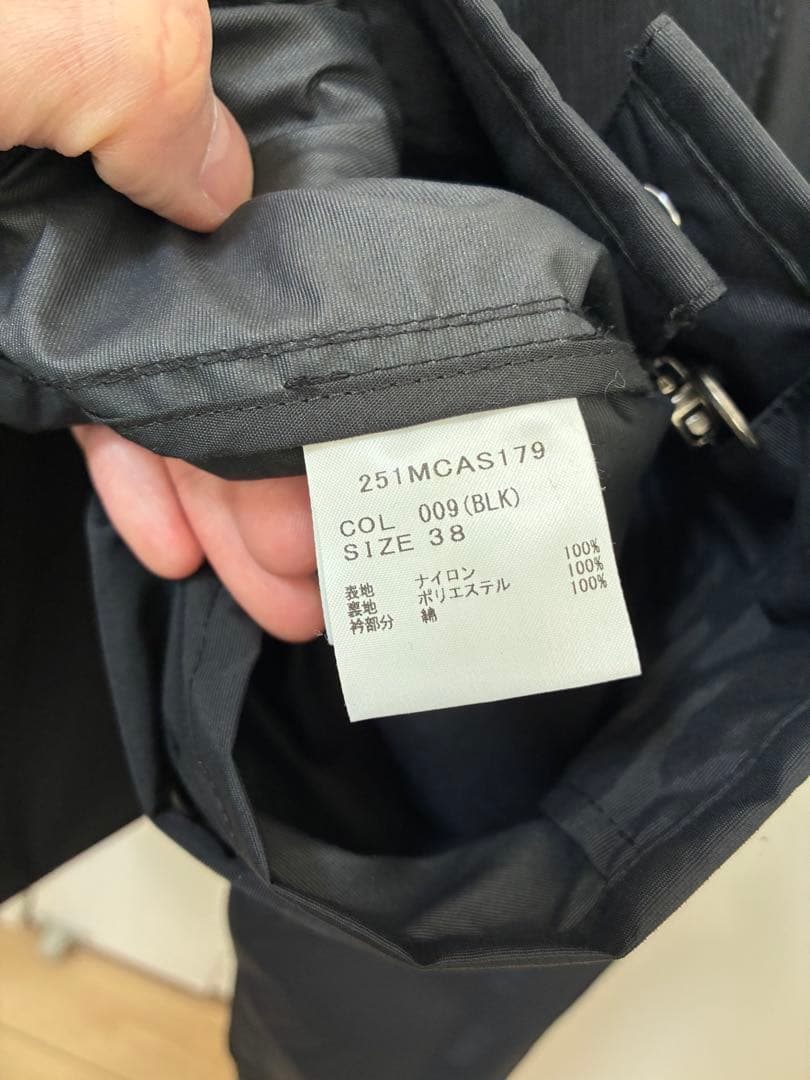 251MCAS179
COL 009(BLK)
SIZE 38
表地 ナイロン 100%
裏地 ポリエステル 100%
衿部分 綿 100%